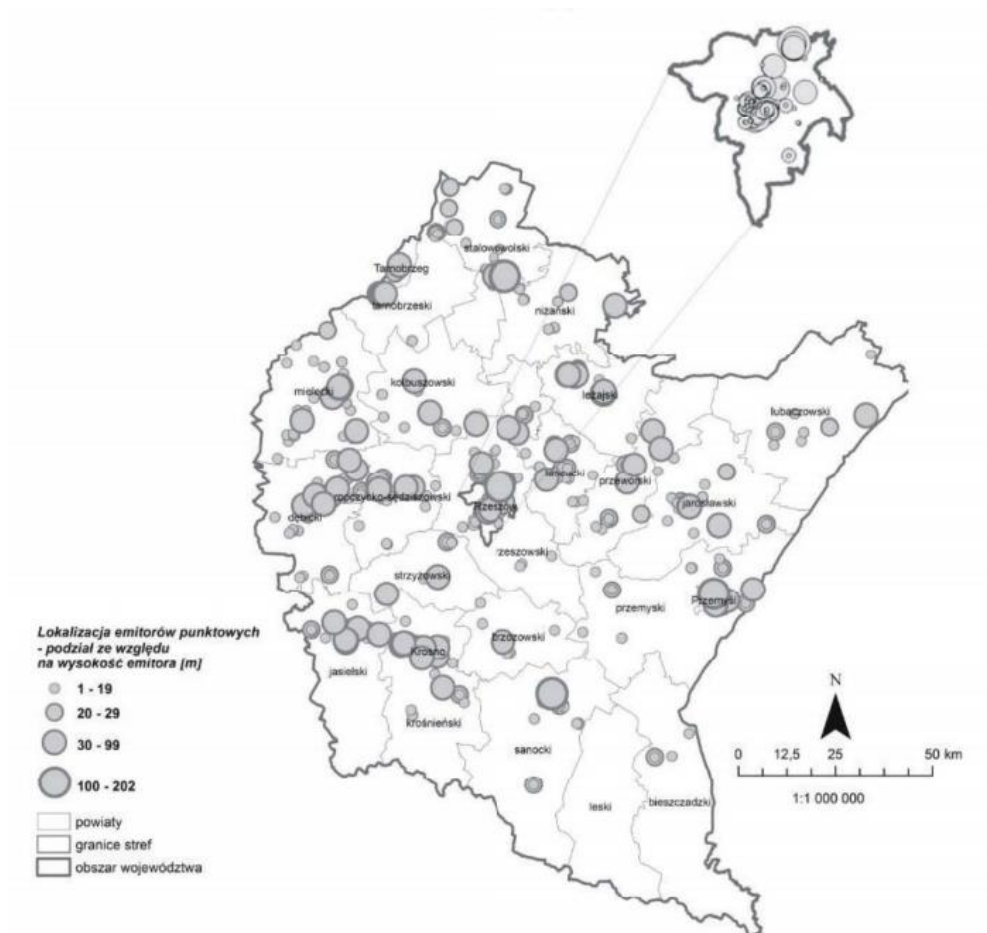 stalowowolski
Tarnobrzeg
tarnobrzeski
niżański
mielecki
kolbuszowski
leżajski
lubaczowski
ropczycko-sędziszowski
przeworski
jarosławski
dębicki
Rzeszów
rzeszowski
strzyżowski
przemyski
Przemyśl
Lokalizacja emitorów punktowych
- podział ze względu
na wysokość emitora [m]
brzozowski
Krosno
jasielski
1 - 19
20 - 29
krośnieński
30 - 99
sanocki
N
0 12,5 25 50 km
100 - 202
1:1 000 000
leski
bieszczadzki
powiaty
granice stref
obszar województwa